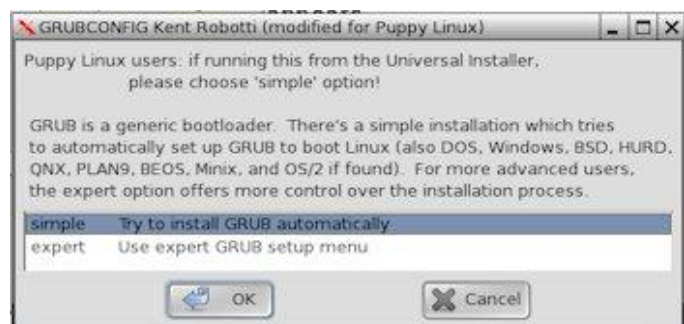 appears
GRUBCONFIG Kent Robotti (modified for Puppy Linux)
Puppy Linux users: if running this from the Universal Installer,
please choose 'simple' option!
GRUB is a generic bootloader. There's a simple installation which tries
to automatically set up GRUB to boot Linux (also DOS, Windows, BSD, HURD,
QNX, PLAN9, BEOS, Minix, and OS/2 if found). For more advanced users,
the expert option offers more control over the installation process.
simple Try to install GRUB automatically
expert Use expert GRUB setup menu
OK Cancel